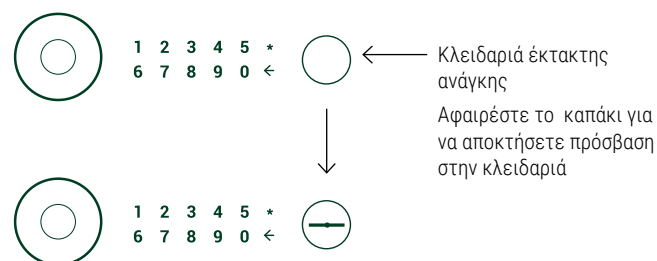 1 2 3 4 5 *
6 7 8 9 0 ←
Κλειδαριά έκτακτης
ανάγκης
Αφαιρέστε το καπάκι για
να αποκτήσετε πρόσβαση
στην κλειδαριά
1 2 3 4 5 *
6 7 8 9 0 ←